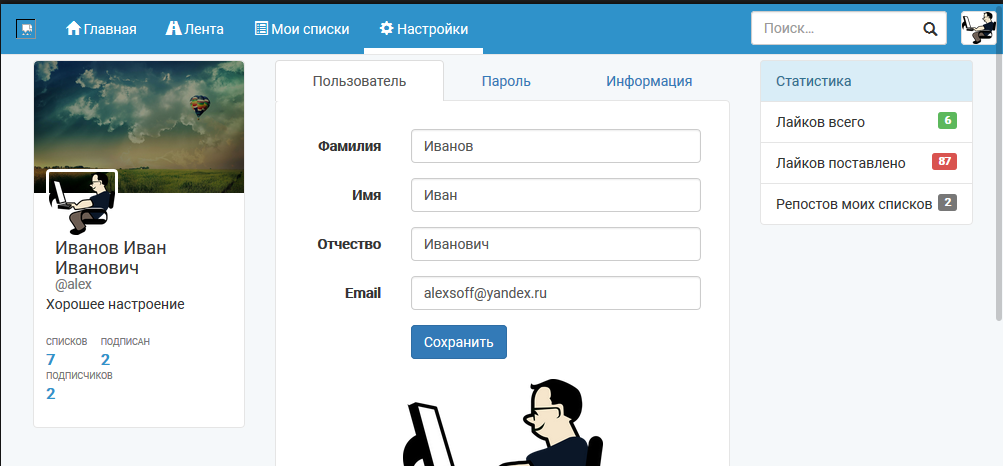 Главная Лента Мои списки Настройки Поиск...
Пользователь Пароль Информация
Фамилия Иванов
Имя Иван
Отчество Иванович
Email alexsoff@yandex.ru
Сохранить
Иванов Иван
Иванович
@alex
Хорошее настроение
СПИСКОВ ПОДПИСАН
7 2
ПОДПИСЧИКОВ
2
Статистика
Лайков всего 6
Лайков поставлено 87
Репостов моих списков 2